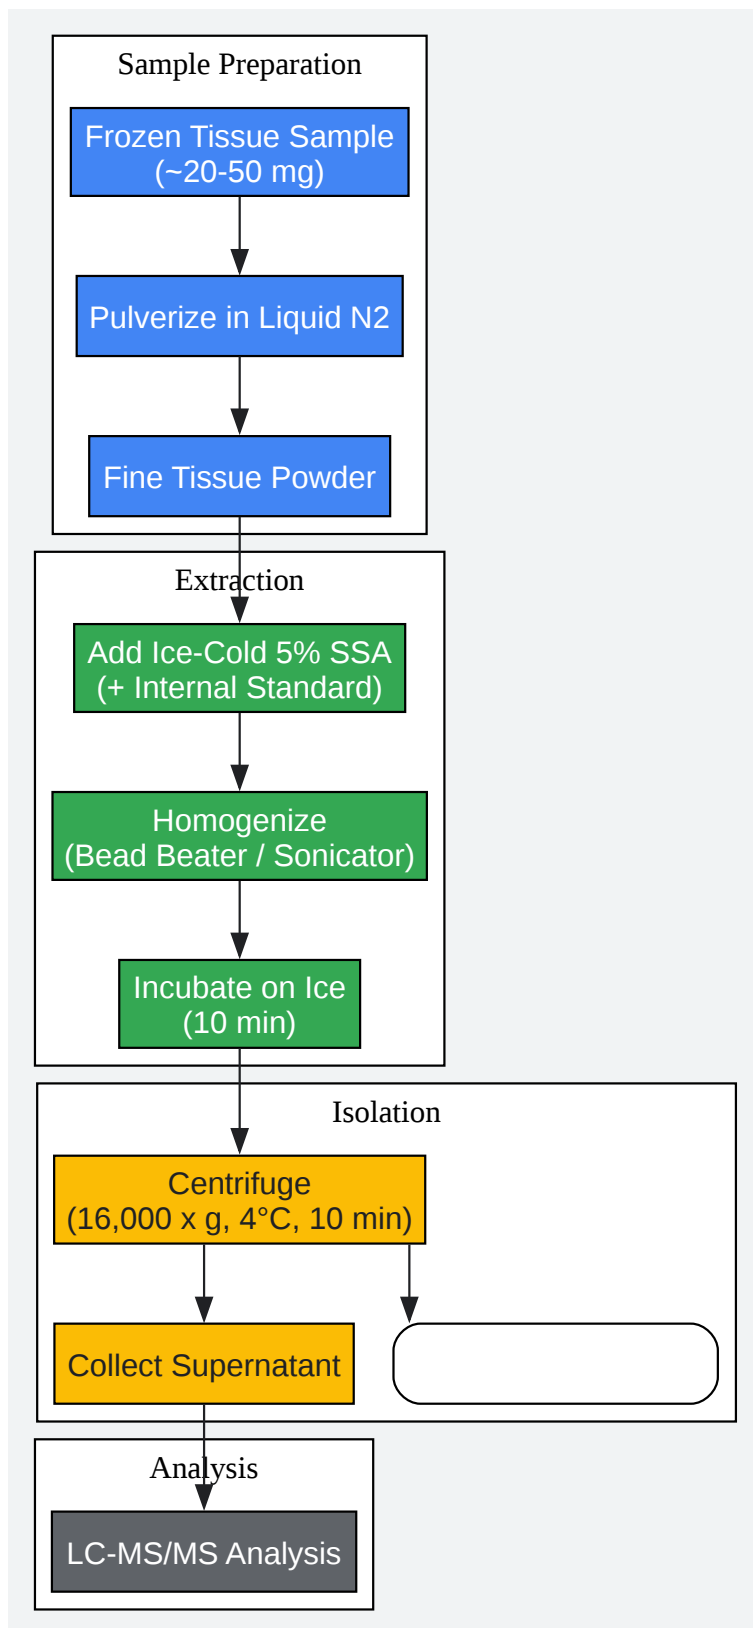 Sample Preparation
Frozen Tissue Sample
(~20-50 mg)
Pulverize in Liquid N2
Fine Tissue Powder
Extraction
Add Ice-Cold 5% SSA
(+ Internal Standard)
Homogenize
(Bead Beater / Sonicator)
Incubate on Ice
(10 min)
Isolation
Centrifuge
(16,000 x g, 4°C, 10 min)
Collect Supernatant
Analysis
LC-MS/MS Analysis